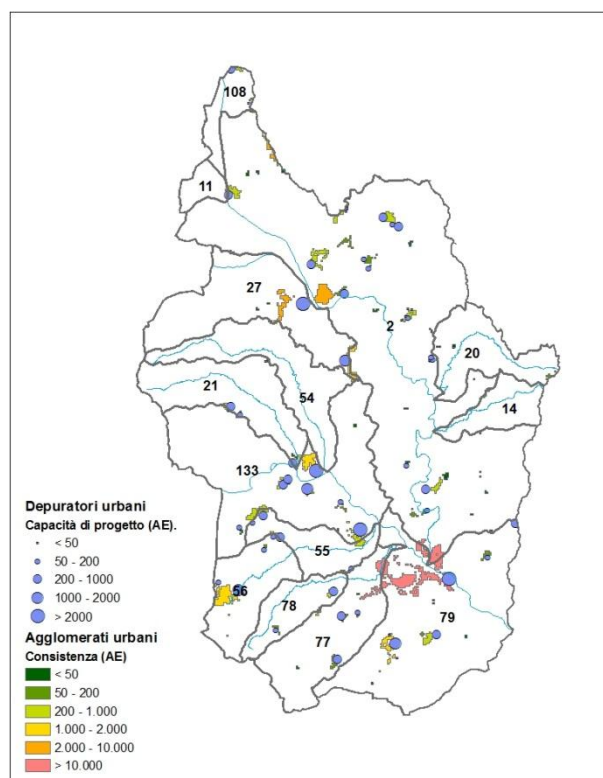 108
11
27
2
20
21
54
14
133
55
56
78
77
79
Depuratori urbani
Capacità di progetto (AE).
< 50
50 - 200
200 - 1000
1000 - 2000
> 2000
Agglomerati urbani
Consistenza (AE)
< 50
50 - 200
200 - 1.000
1.000 - 2.000
2.000 - 10.000
> 10.000